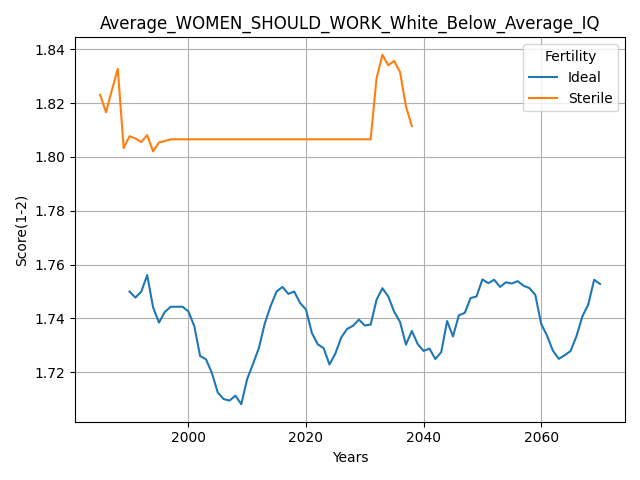 Average_WOMEN_SHOULD_WORK_White_Below_Average_IQ
Fertility
Ideal
Sterile
Score(1-2)
1.84
1.82
1.80
1.78
1.76
1.74
1.72
2000 2020 2040 2060
Years